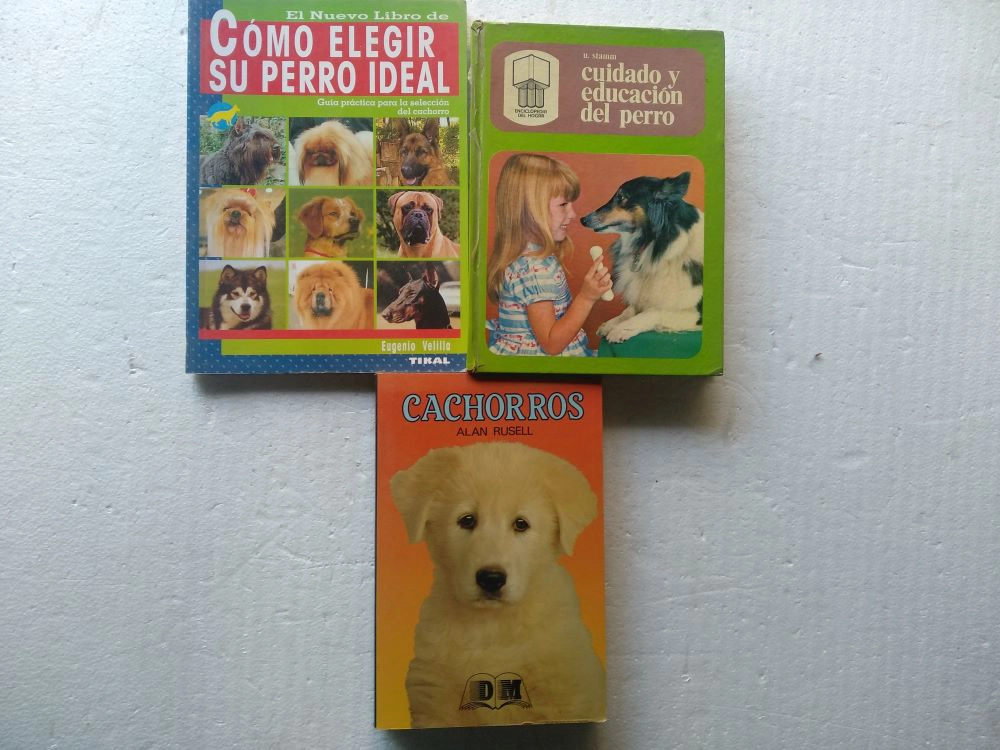 El Nuevo Libro de
CÓMO ELEGIR
SU PERRO IDEAL
Guía práctica para la selección
del cachorro
Eugenio Velilla
TIKAL
u. stamm
cuidado y
educación
del perro
ENCICLOPEDIA
DEL HOGAR
CACHORROS
ALAN RUSELL
DM